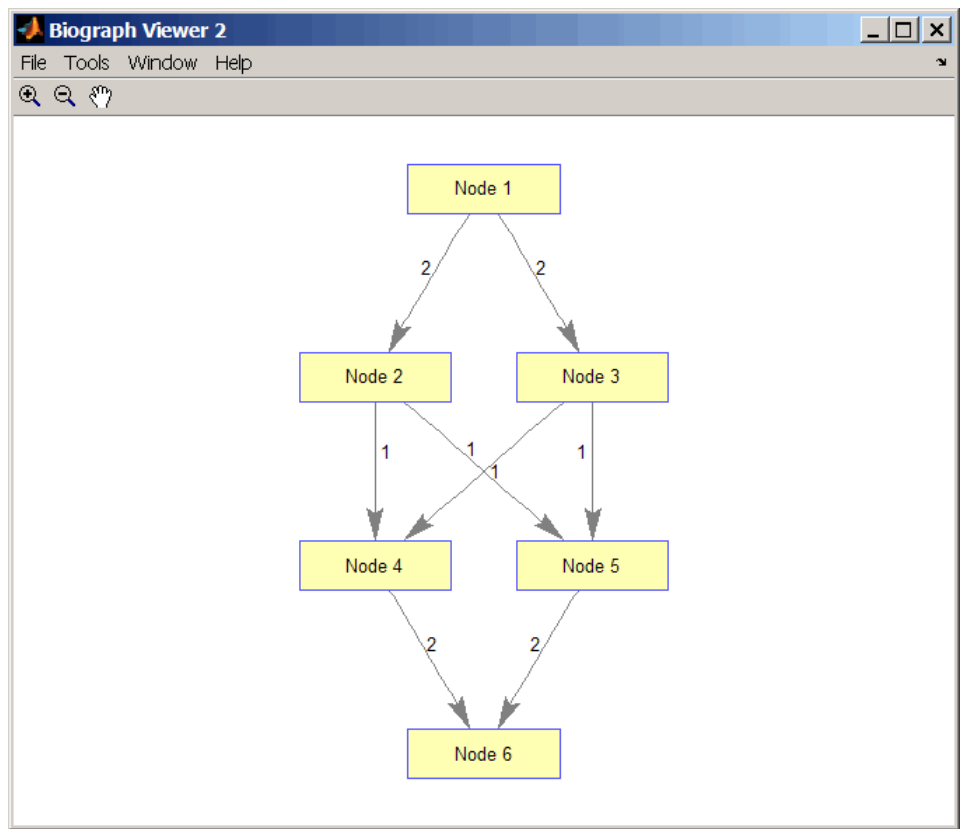 Biograph Viewer 2
File Tools Window Help
Node 1
2 2
Node 2 Node 3
1 1 1 1
Node 4 Node 5
2 2
Node 6